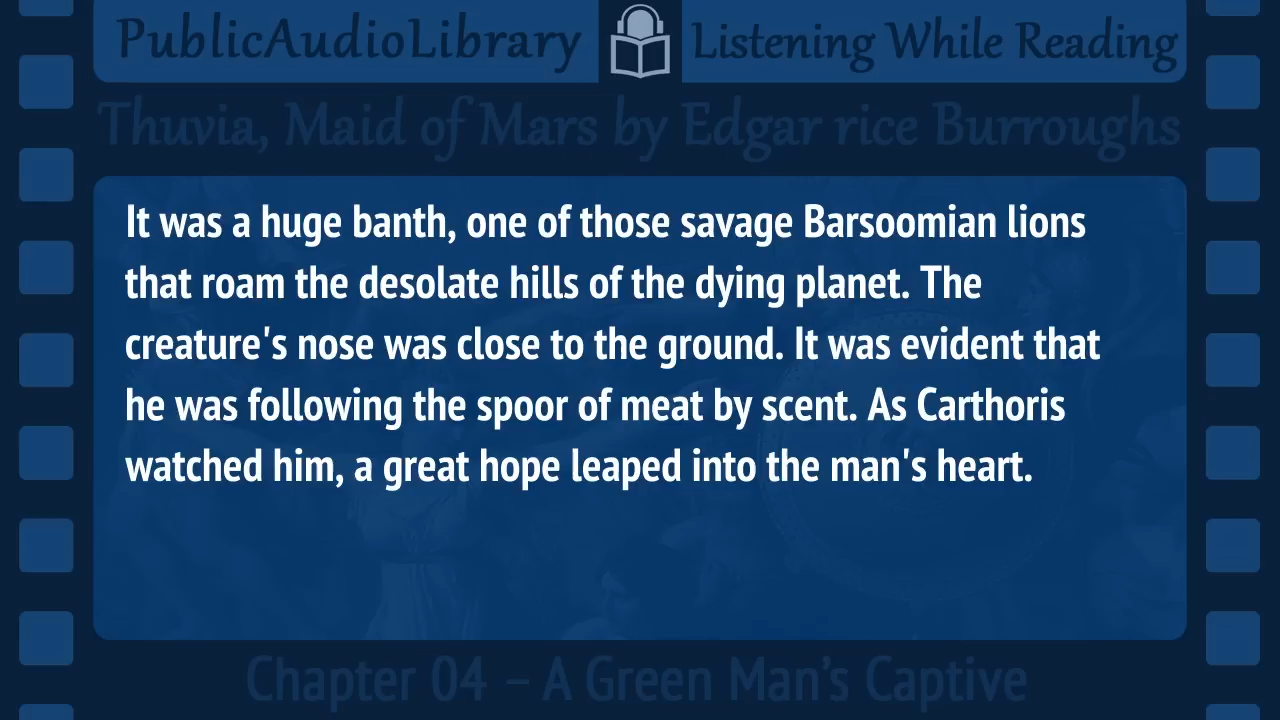 PublicAudioLibrary Listening While Reading
Thuvia, Maid of Mars by Edgar rice Burroughs
It was a huge banth, one of those savage Barsoomian lions
that roam the desolate hills of the dying planet. The
creature's nose was close to the ground. It was evident that
he was following the spoor of meat by scent. As Carthoris
watched him, a great hope leaped into the man's heart.
Chapter 04 – A Green Man’s Captive